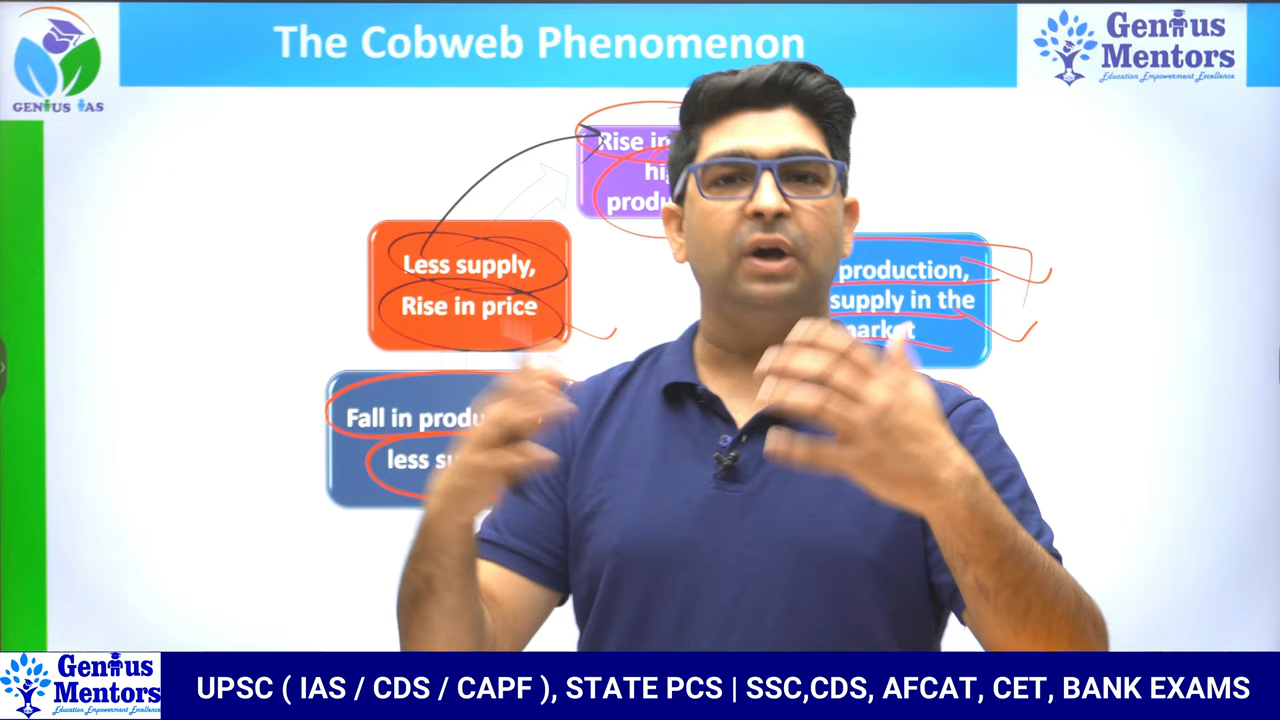 The Cobweb Phenomenon
GENIUS IAS
Genius
Mentors
Education Empowerment Excellence
Rise in
Less supply,
Rise in price
production,
supply in the
market
Fall in
less
Genius
Mentors
Education Empowerment Excellence
UPSC ( IAS / CDS / CAPF ), STATE PCS | SSC,CDS, AFCAT, CET, BANK EXAMS